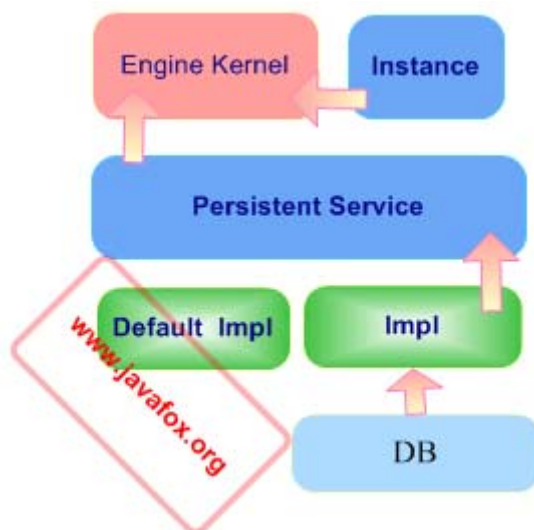 Engine Kernel
Instance
Persistent Service
Default Impl
Impl
www.javafox.org
DB